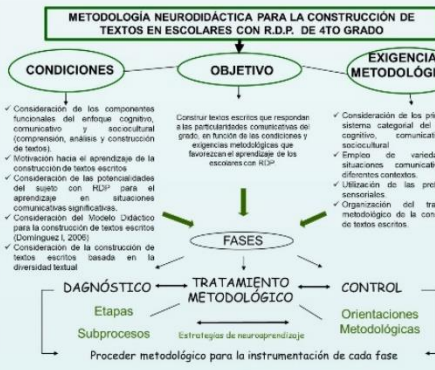 METODOLOGÍA NEURODIDÁCTICA PARA LA CONSTRUCCIÓN DE
TEXTOS EN ESCOLARES CON R.D.P. DE 4TO GRADO
CONDICIONES
OBJETIVO
EXIGENCIA
METODOLÓGI
✓ Consideración de los componentes
funcionales del enfoque cognitivo,
comunicativo y sociocultural
(comprensión, análisis y construcción
de textos).
✓ Motivación hacia el aprendizaje de la
construcción de textos escritos
✓ Consideración de las potencialidades
del sujeto con RDP para el
aprendizaje en situaciones
comunicativas significativas.
✓ Consideración del Modelo Didáctico
para la construcción de textos escritos
(Domínguez I, 2006)
✓ Consideración de la construcción de
textos escritos basada en la
diversidad textual
Construir textos escritos que respondan
a las particularidades comunicativas del
grado, en función de las condiciones y
exigencias metodológicas que
favorezcan el aprendizaje de los
escolares con RDP.
✓ Consideración de los pri
sistema categorial del
cognitivo, comunicati
sociocultural
✓ Empleo de varieda
situaciones comunicati
diferentes contextos.
✓ Utilización de las pref
sensoriales.
✓ Organización del tra
metodológico de la con
de textos escritos.
FASES
DIAGNÓSTICO
TRATAMIENTO
METODOLÓGICO
CONTROL
Etapas
Subprocesos
Estrategias de neuroaprendizaje
Orientaciones
Metodológicas
Proceder metodológico para la instrumentación de cada fase